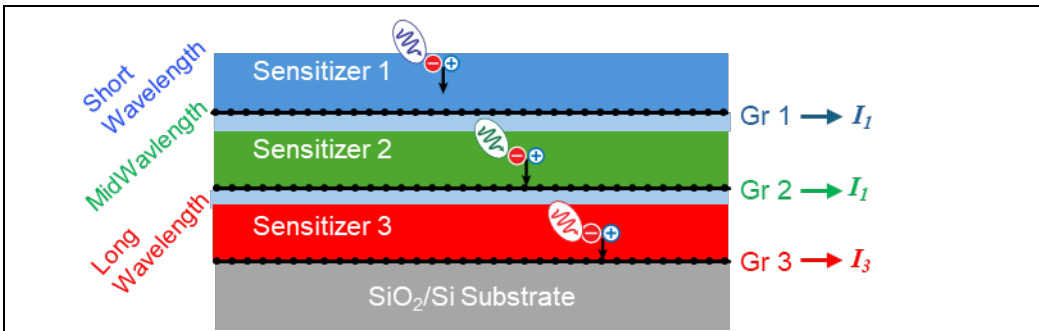 Short
Wavelength
Sensitizer 1
Gr 1 → I₁
MidWavlength
Sensitizer 2
Gr 2 → I₁
Long
Wavelength
Sensitizer 3
Gr 3 → I₃
SiO₂/Si Substrate